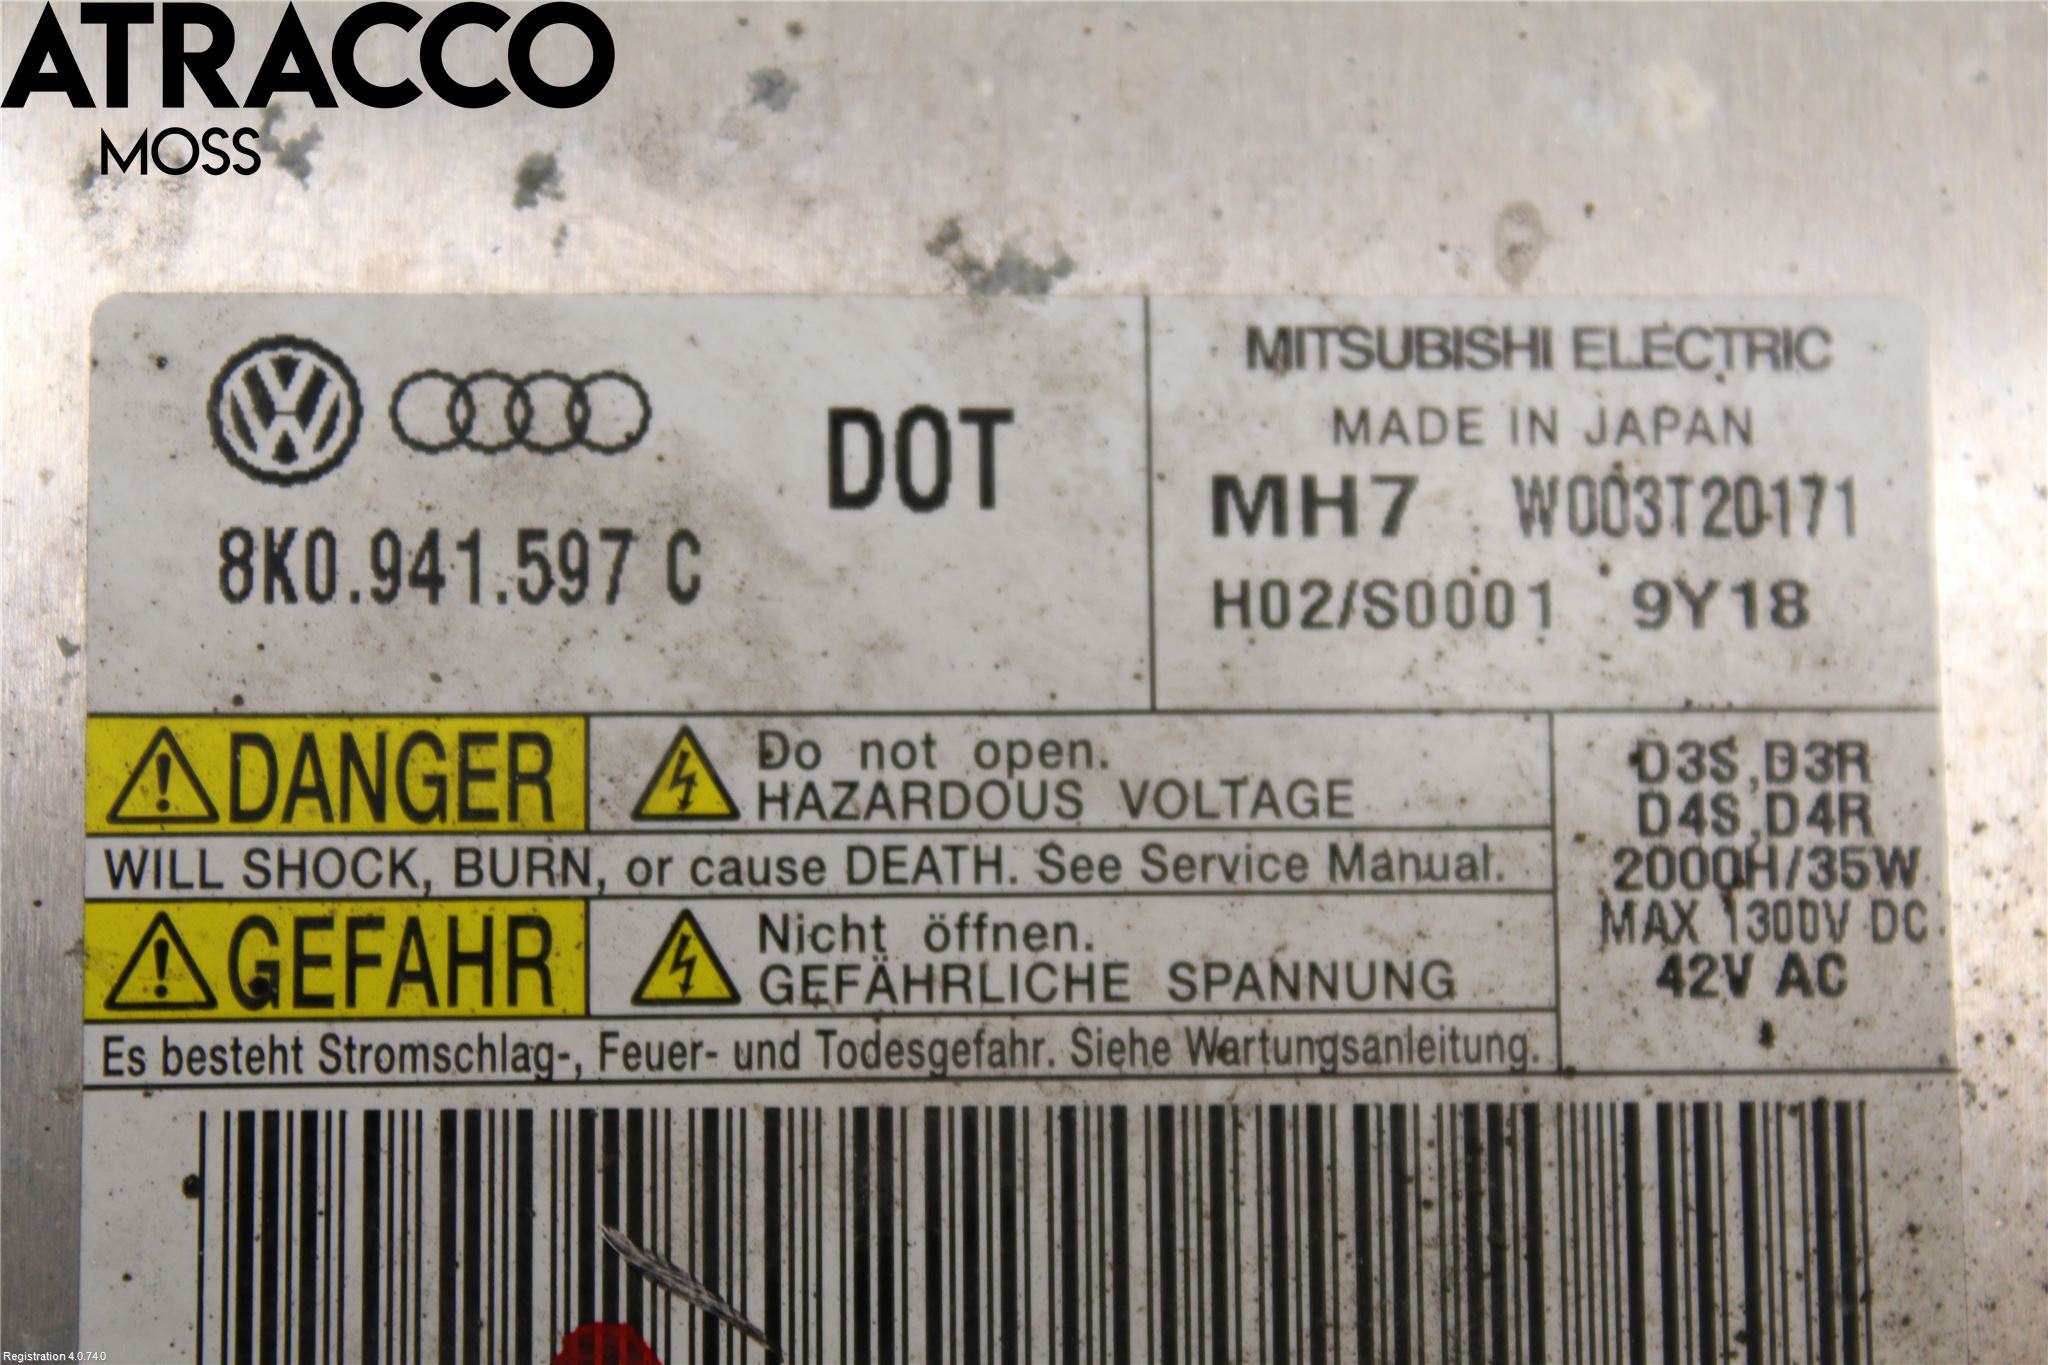 ATRACCO
MOSS
DOT
8K0.941.597 C
MITSUBISHI ELECTRIC
MADE IN JAPAN
MH7 W003T20171
H02/S0001 9Y18
DANGER
Do not open.
HAZARDOUS VOLTAGE
WILL SHOCK, BURN, or cause DEATH. See Service Manual.
GEFAHR
Nicht öffnen.
GEFÄHRLICHE SPANNUNG
Es besteht Stromschlag-, Feuer- und Todesgefahr. Siehe Wartungsanleitung.
D3S,D3R
D4S,D4R
2000H/35W
MAX 1300V DC
42V AC
Registration 4.0.74.0